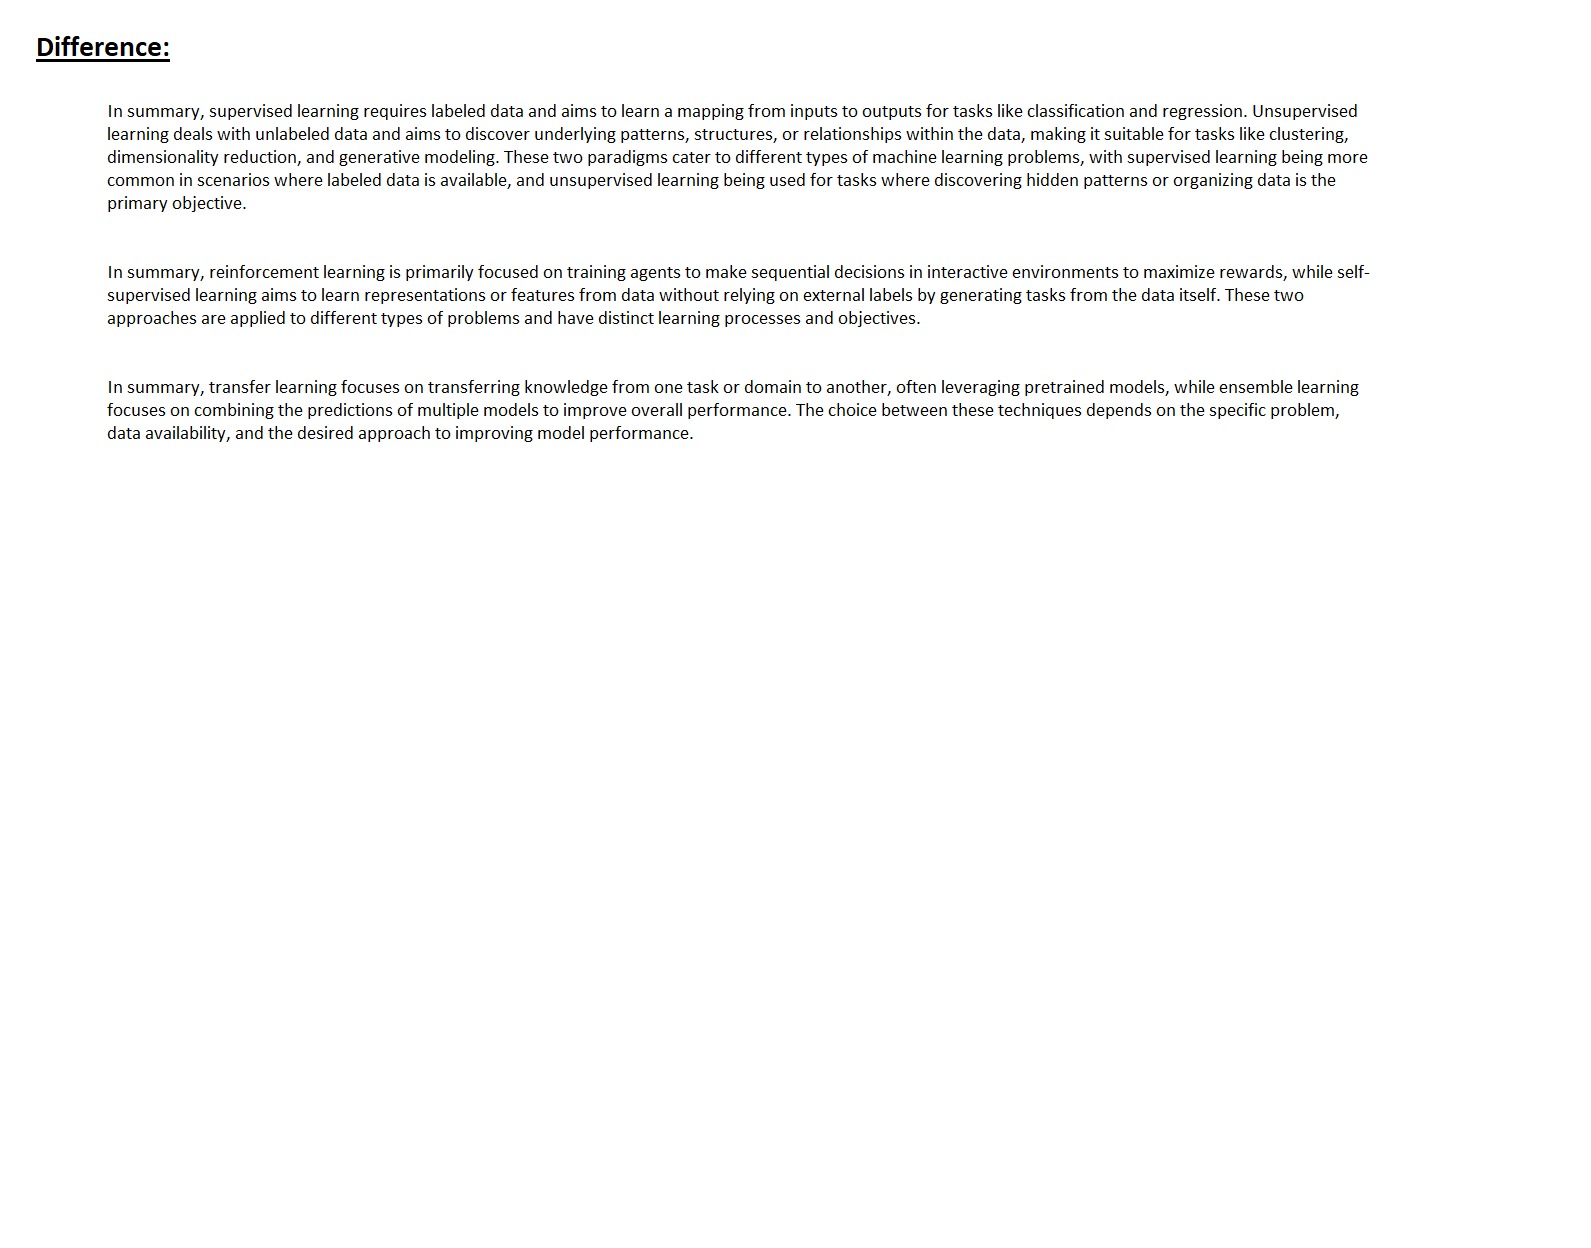 Difference:
In summary, supervised learning requires labeled data and aims to learn a mapping from inputs to outputs for tasks like classification and regression. Unsupervised
learning deals with unlabeled data and aims to discover underlying patterns, structures, or relationships within the data, making it suitable for tasks like clustering,
dimensionality reduction, and generative modeling. These two paradigms cater to different types of machine learning problems, with supervised learning being more
common in scenarios where labeled data is available, and unsupervised learning being used for tasks where discovering hidden patterns or organizing data is the
primary objective.
In summary, reinforcement learning is primarily focused on training agents to make sequential decisions in interactive environments to maximize rewards, while self-
supervised learning aims to learn representations or features from data without relying on external labels by generating tasks from the data itself. These two
approaches are applied to different types of problems and have distinct learning processes and objectives.
In summary, transfer learning focuses on transferring knowledge from one task or domain to another, often leveraging pretrained models, while ensemble learning
focuses on combining the predictions of multiple models to improve overall performance. The choice between these techniques depends on the specific problem,
data availability, and the desired approach to improving model performance.